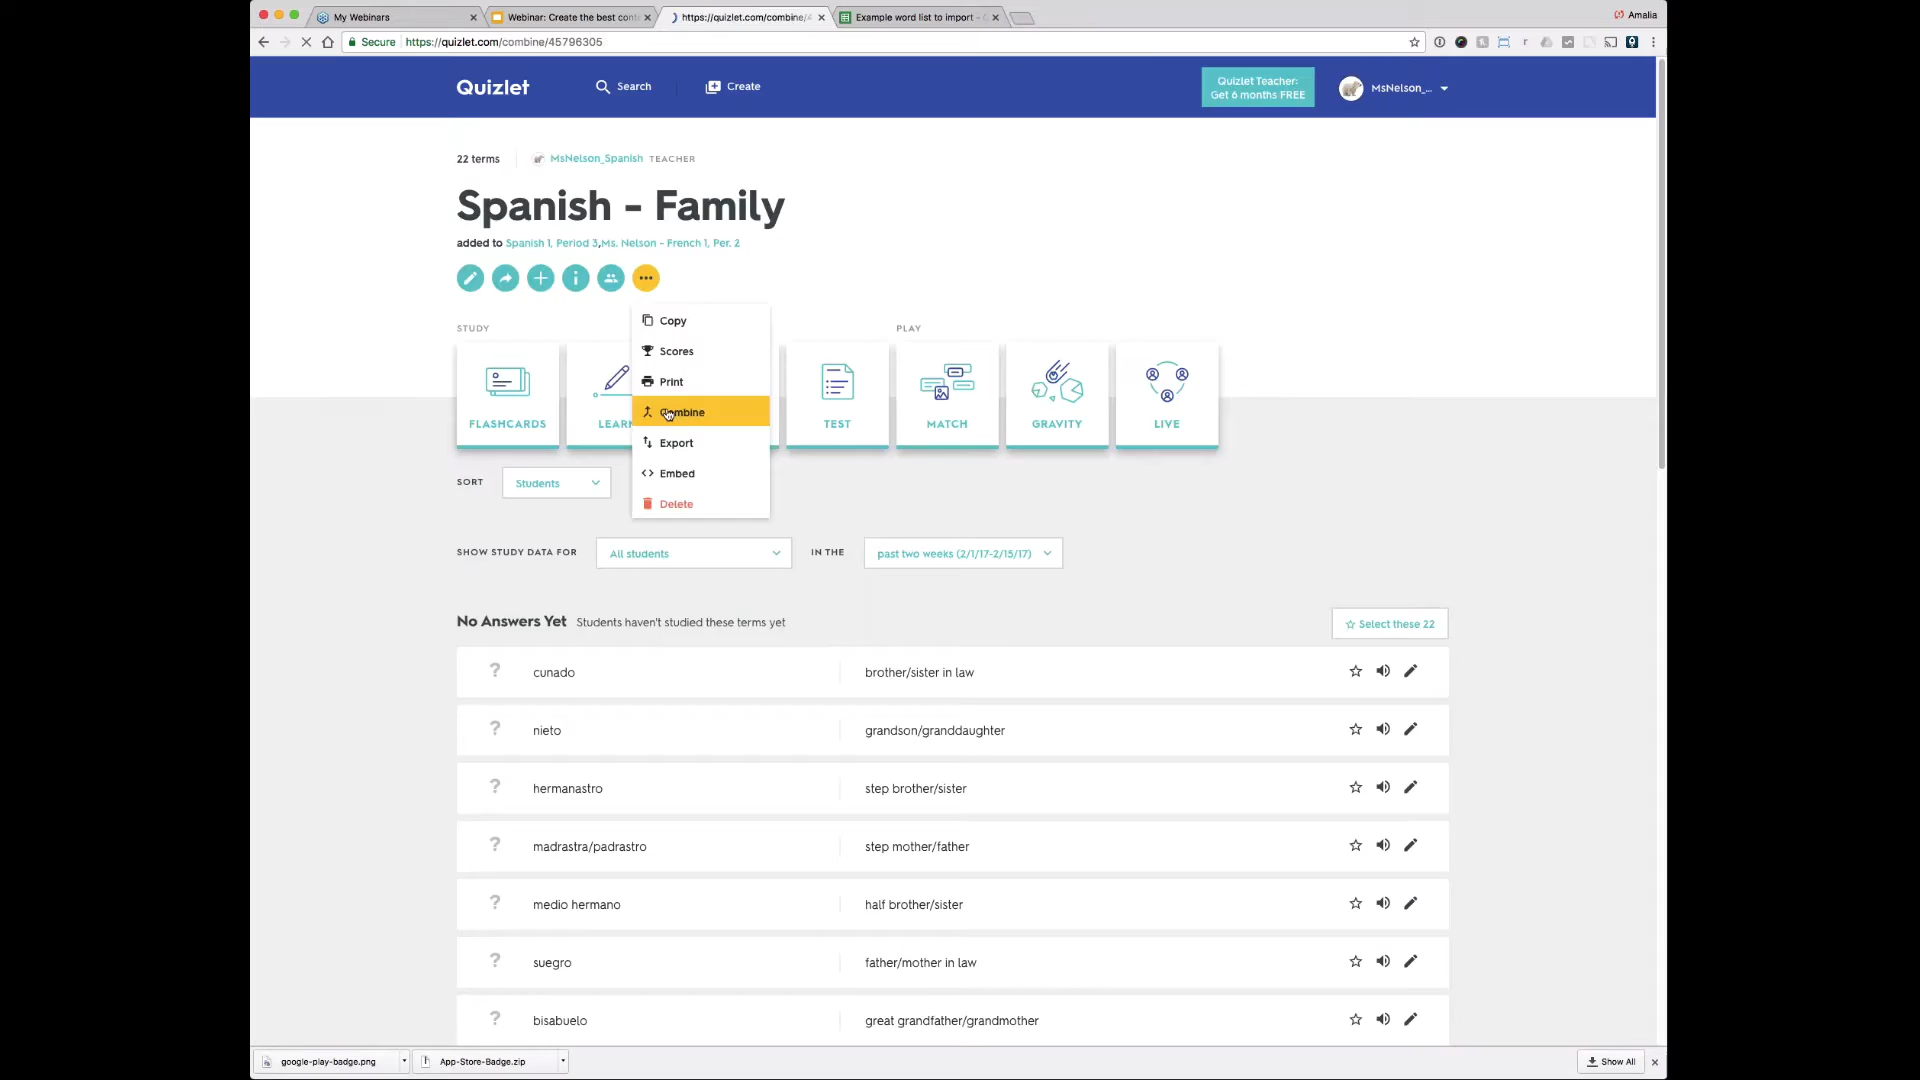 My Webinars
Webinar: Create the best cont
https://quizlet.com/combine/4
Example word list to import -
Amalia
Secure
https://quizlet.com/combine/45796305
Quizlet
Search
Create
Quizlet Teacher:
Get 6 months FREE
MsNelson_...
22 terms
MsNelson_Spanish TEACHER
Spanish - Family
added to Spanish 1, Period 3,Ms. Nelson - French 1, Per. 2
Copy
Scores
Print
Combine
Export
Embed
Delete
STUDY
PLAY
FLASHCARDS
LEARN
TEST
MATCH
GRAVITY
LIVE
SORT
Students
SHOW STUDY DATA FOR
All students
IN THE
past two weeks (2/1/17-2/15/17)
No Answers Yet Students haven't studied these terms yet
Select these 22
? cunado brother/sister in law
? nieto grandson/granddaughter
? hermanastro step brother/sister
? madrastra/padrastro step mother/father
? medio hermano half brother/sister
? suegro father/mother in law
? bisabuelo great grandfather/grandmother
google-play-badge.png
App-Store-Badge.zip
Show All